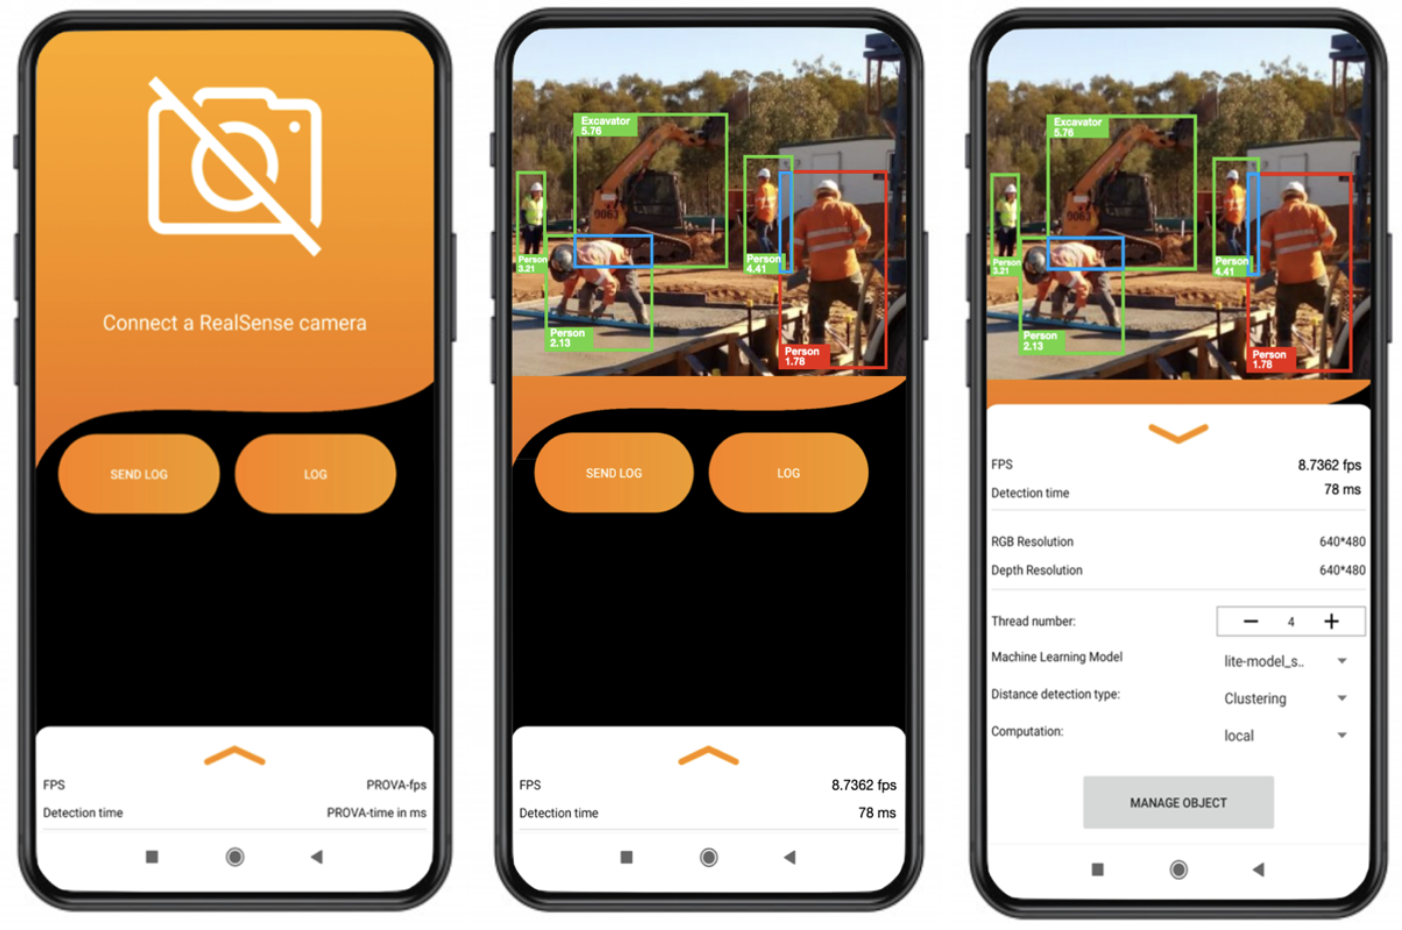 Connect a RealSense camera
SEND LOG
LOG
FPS
PROVA-fps
Detection time
PROVA-time in ms
Excavator
5.76
Person
3.21
Person
4.41
Person
2.13
Person
1.78
SEND LOG
LOG
FPS
8.7362 fps
Detection time
78 ms
Excavator
5.76
Person
3.21
Person
4.41
Person
2.13
Person
1.78
FPS
8.7362 fps
Detection time
78 ms
RGB Resolution
640*480
Depth Resolution
640*480
Thread number:
4
Machine Learning Model
lite-model_s..
Distance detection type:
Clustering
Computation:
local
MANAGE OBJECT